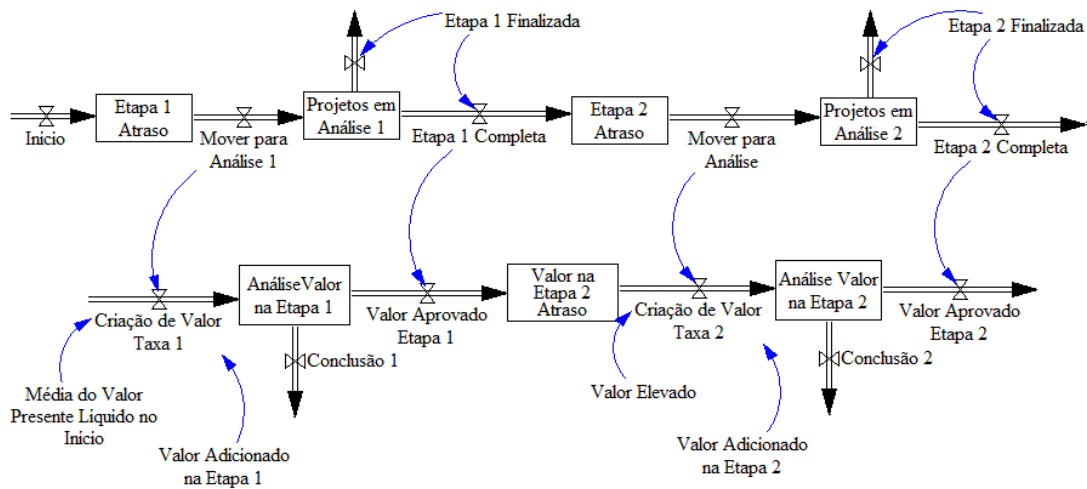 Etapa 1 Finalizada
Etapa 2 Finalizada
Início
Etapa 1
Atraso
Mover para
Análise 1
Projetos em
Análise 1
Etapa 1 Completa
Etapa 2
Atraso
Mover para
Análise
Projetos em
Análise 2
Etapa 2 Completa
Criação de Valor
Taxa 1
AnáliseValor
na Etapa 1
Valor Aprovado
Etapa 1
Valor na
Etapa 2
Atraso
Criação de Valor
Taxa 2
Análise Valor
na Etapa 2
Valor Aprovado
Etapa 2
Conclusão 1
Conclusão 2
Média do Valor
Presente Líquido no
Início
Valor Elevado
Valor Adicionado
na Etapa 1
Valor Adicionado
na Etapa 2